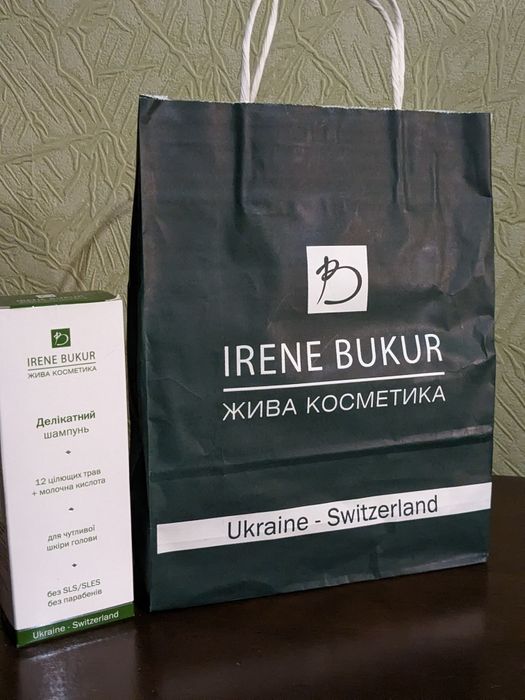 IRENE BUKUR
ЖИВА КОСМЕТИКА
Ukraine - Switzerland
IRENE BUKUR
ЖИВА КОСМЕТИКА
Делікатний
шампунь
12 цілющих трав
+ молочна кислота
для чутливої
шкіри голови
без SLS/SLES
без парабенів
Ukraine - Switzerland